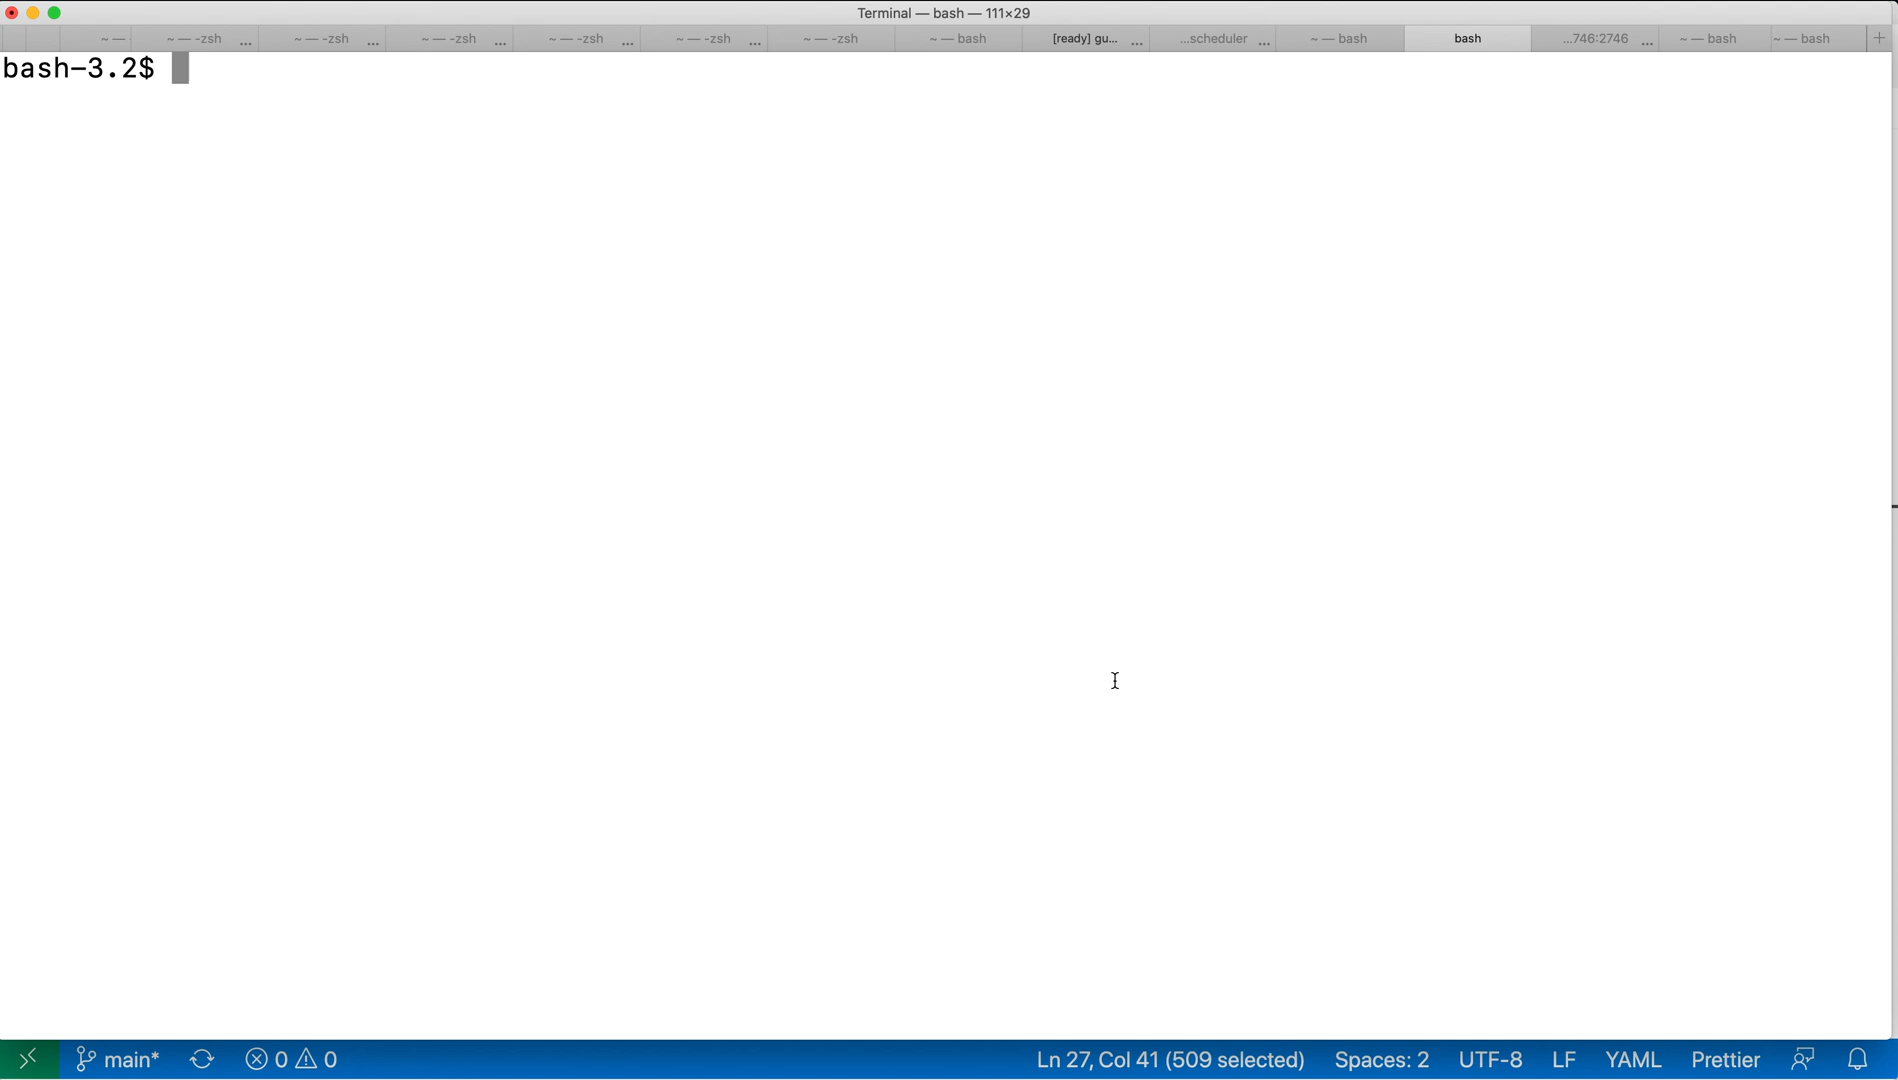 Terminal — bash — 111×29
~ — ~ — -zsh ... ~ — -zsh ... ~ — -zsh ... ~ — -zsh ... ~ — -zsh ... ~ — -zsh ~ — bash [ready] gu... ... ...scheduler ... ~ — bash bash ...746:2746 ... ~ — bash ~ — bash +
bash-3.2$
main* 0 0 Ln 27, Col 41 (509 selected) Spaces: 2 UTF-8 LF YAML Prettier